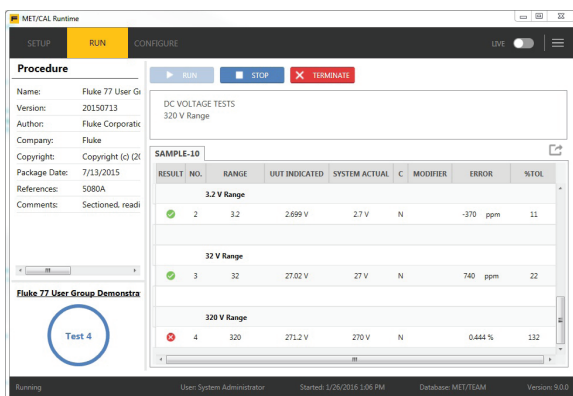 MET/CAL Runtime
SETUP RUN CONFIGURE LIVE
Procedure
Name: Fluke 77 User Gu
Version: 20150713
Author: Fluke Corporatic
Company: Fluke
Copyright: Copyright (c) (20
Package Date: 7/13/2015
References: 5080A
Comments: Sectioned, readi
Fluke 77 User Group Demonstra
Test 4
RUN STOP TERMINATE
DC VOLTAGE TESTS
320 V Range
SAMPLE-10
RESULT NO. RANGE UUT INDICATED SYSTEM ACTUAL C MODIFIER ERROR %TOL
3.2 V Range
2 3.2 2.699 V 2.7 V N -370 ppm 11
32 V Range
3 32 27.02 V 27 V N 740 ppm 22
320 V Range
4 320 271.2 V 270 V N 0.444 % 132
Running User: System Administrator Started: 1/26/2016 1:06 PM Database: MET/TEAM Version: 9.0.0